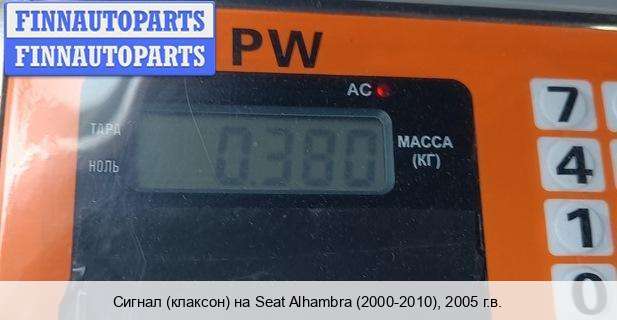 FINNAUTOPARTS
FINNAUTOPARTS
PW
AC
ТАРА
НОЛЬ
0.380
МАССА
(КГ)
7
4
1
0
Сигнал (клаксон) на Seat Alhambra (2000-2010), 2005 г.в.